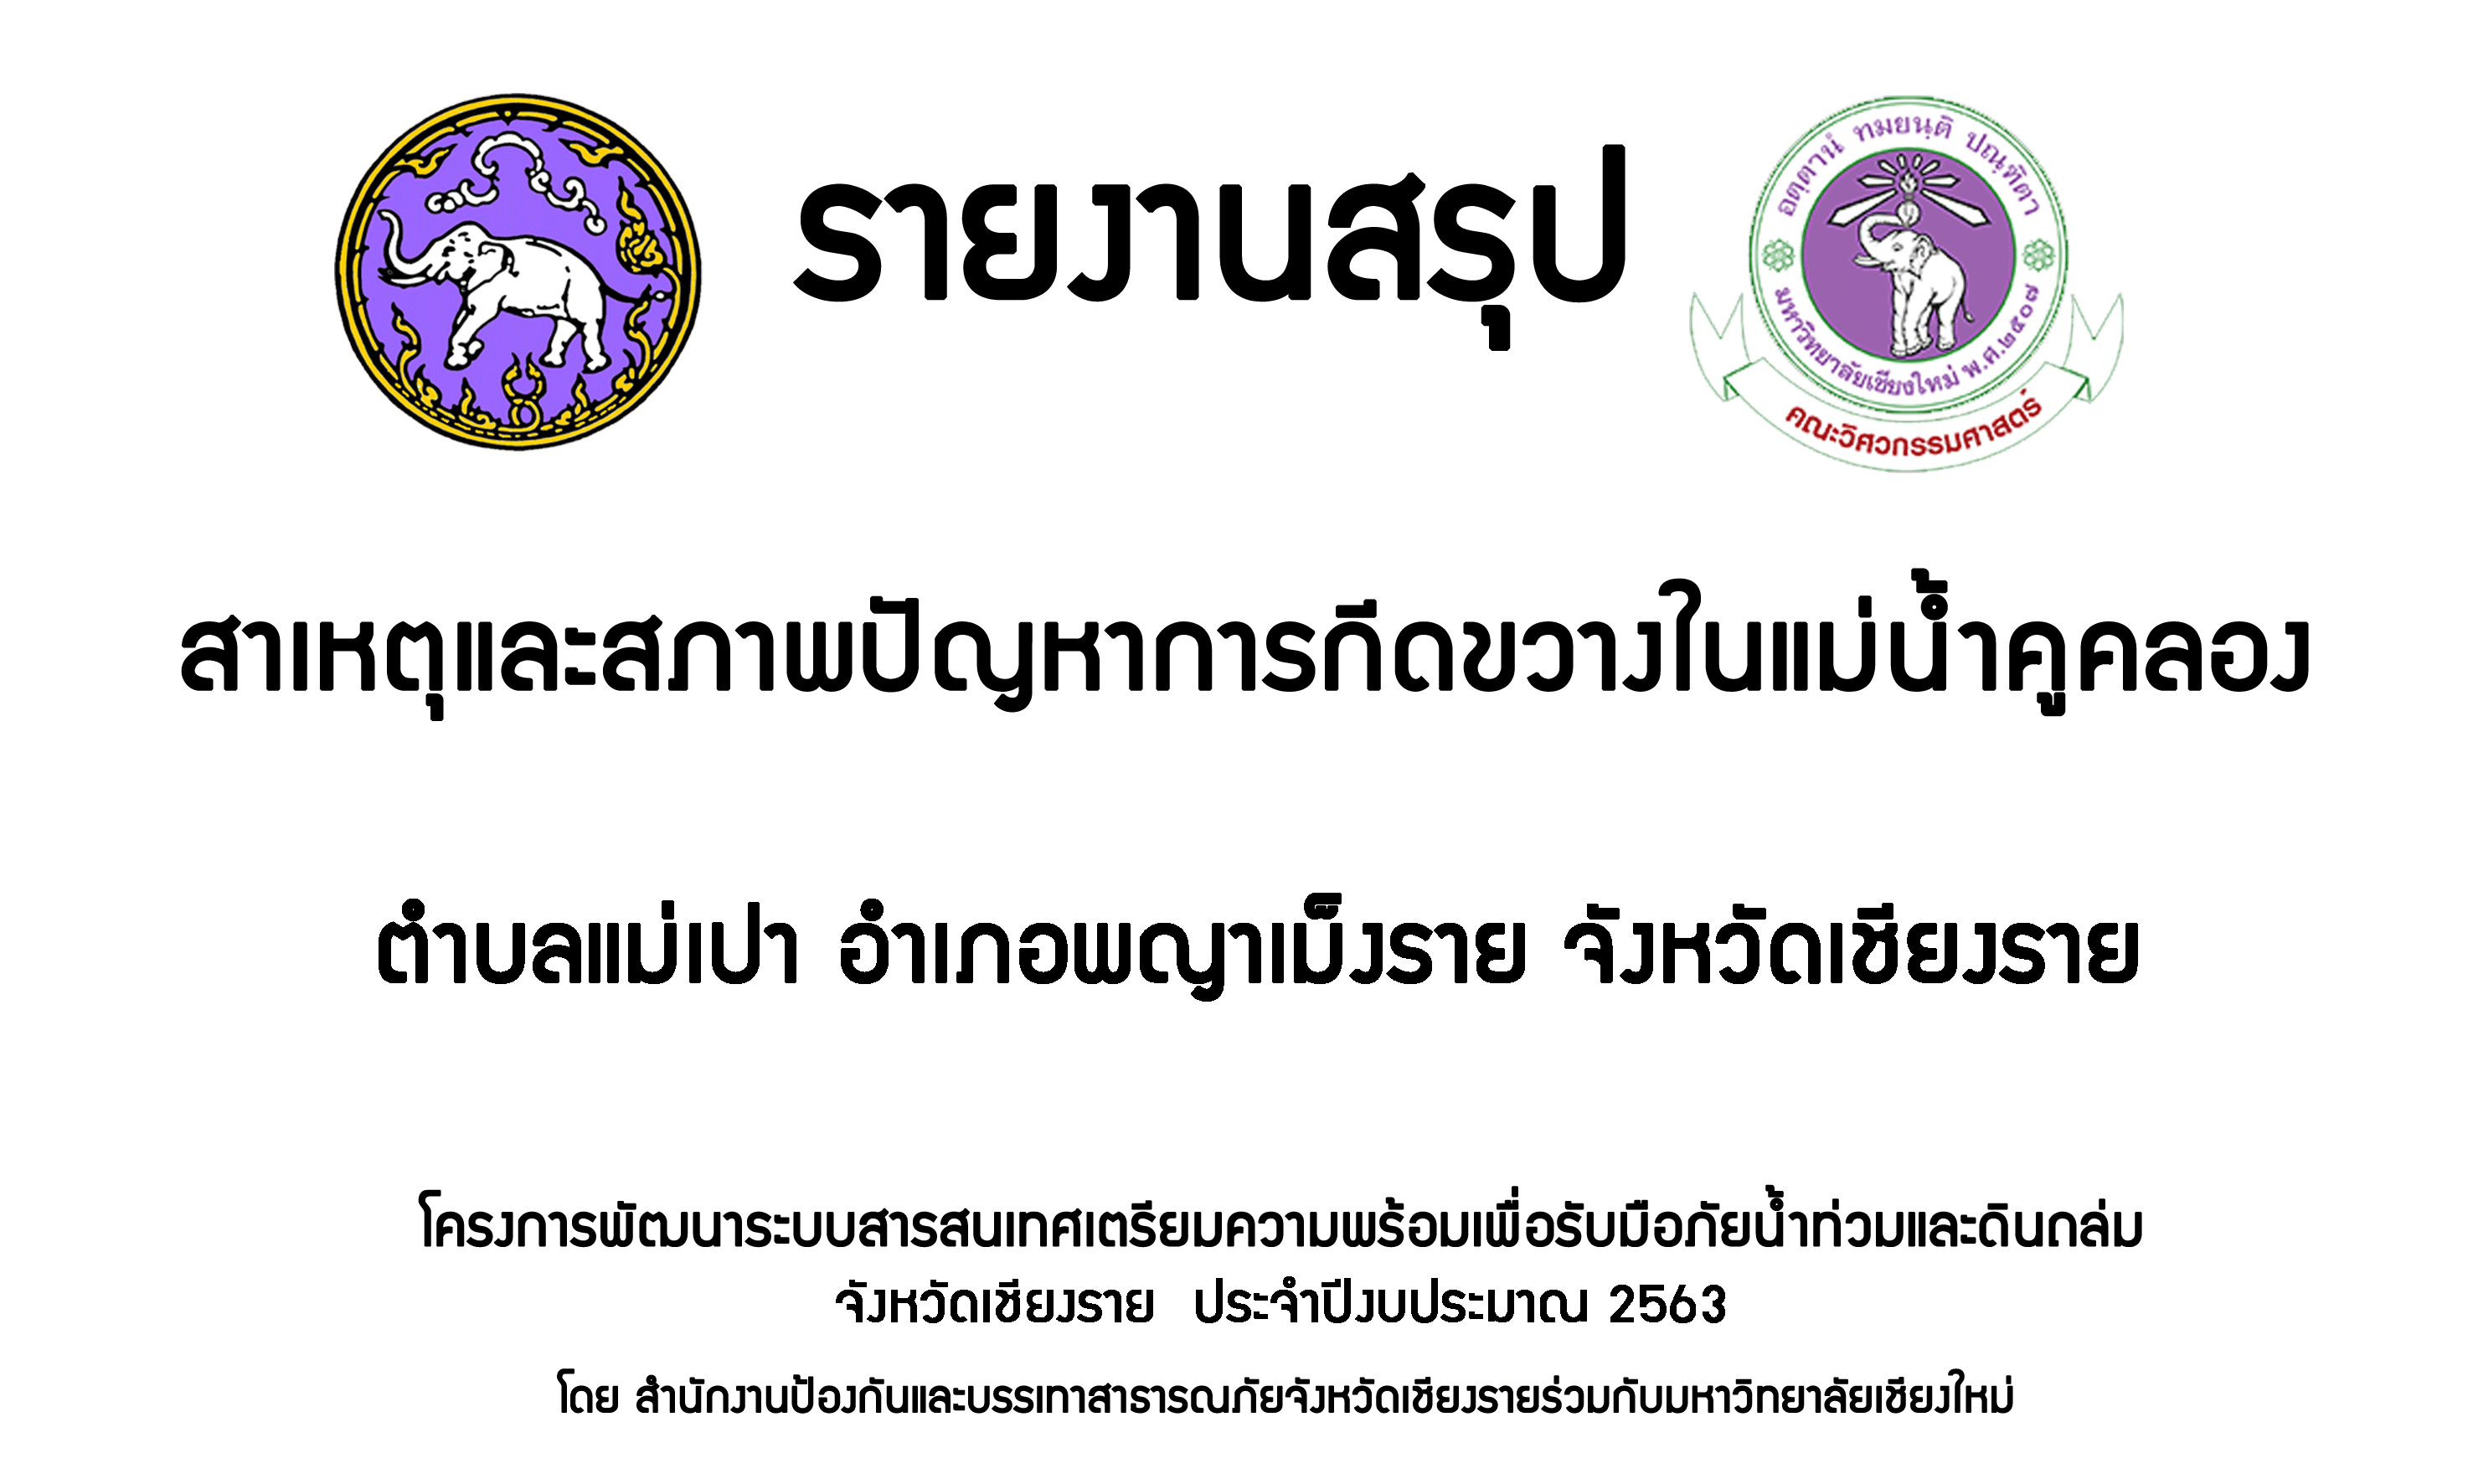 รายงานสรุป
อตฺตานํ ทมยนฺติ ปณฺฑิตา
มหาวิทยาลัยเชียงใหม่ พ.ศ.๒๕๐๗
คณะวิศวกรรมศาสตร์
สาเหตุและสภาพปัญหาการกีดขวางในแม่น้ำคูคลอง
ตำบลแม่เปา อำเภอพญาเม็งราย จังหวัดเชียงราย
โครงการพัฒนาระบบสารสนเทศเตรียมความพร้อมเพื่อรับมือภัยน้ำท่วมและดินถล่ม
จังหวัดเชียงราย ประจำปีงบประมาณ 2563
โดย สำนักงานป้องกันและบรรเทาสาธารณภัยจังหวัดเชียงรายร่วมกับมหาวิทยาลัยเชียงใหม่